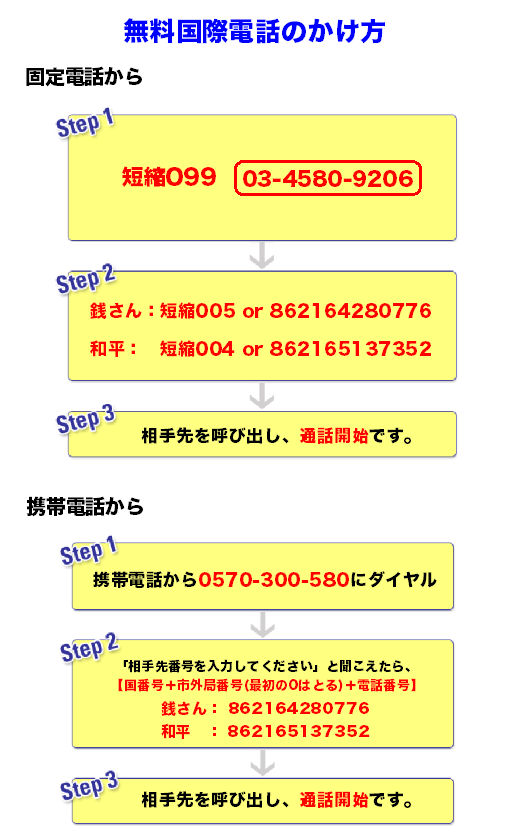 無料国際電話のかけ方
固定電話から
Step 1
短縮099 03-4580-9206
Step 2
銭さん：短縮005 or 862164280776
和平： 短縮004 or 862165137352
Step 3
相手先を呼び出し、通話開始です。
携帯電話から
Step 1
携帯電話から0570-300-580にダイヤル
Step 2
「相手先番号を入力してください」と聞こえたら、
【国番号＋市外局番号(最初の0はとる)＋電話番号】
銭さん： 862164280776
和平 ： 862165137352
Step 3
相手先を呼び出し、通話開始です。